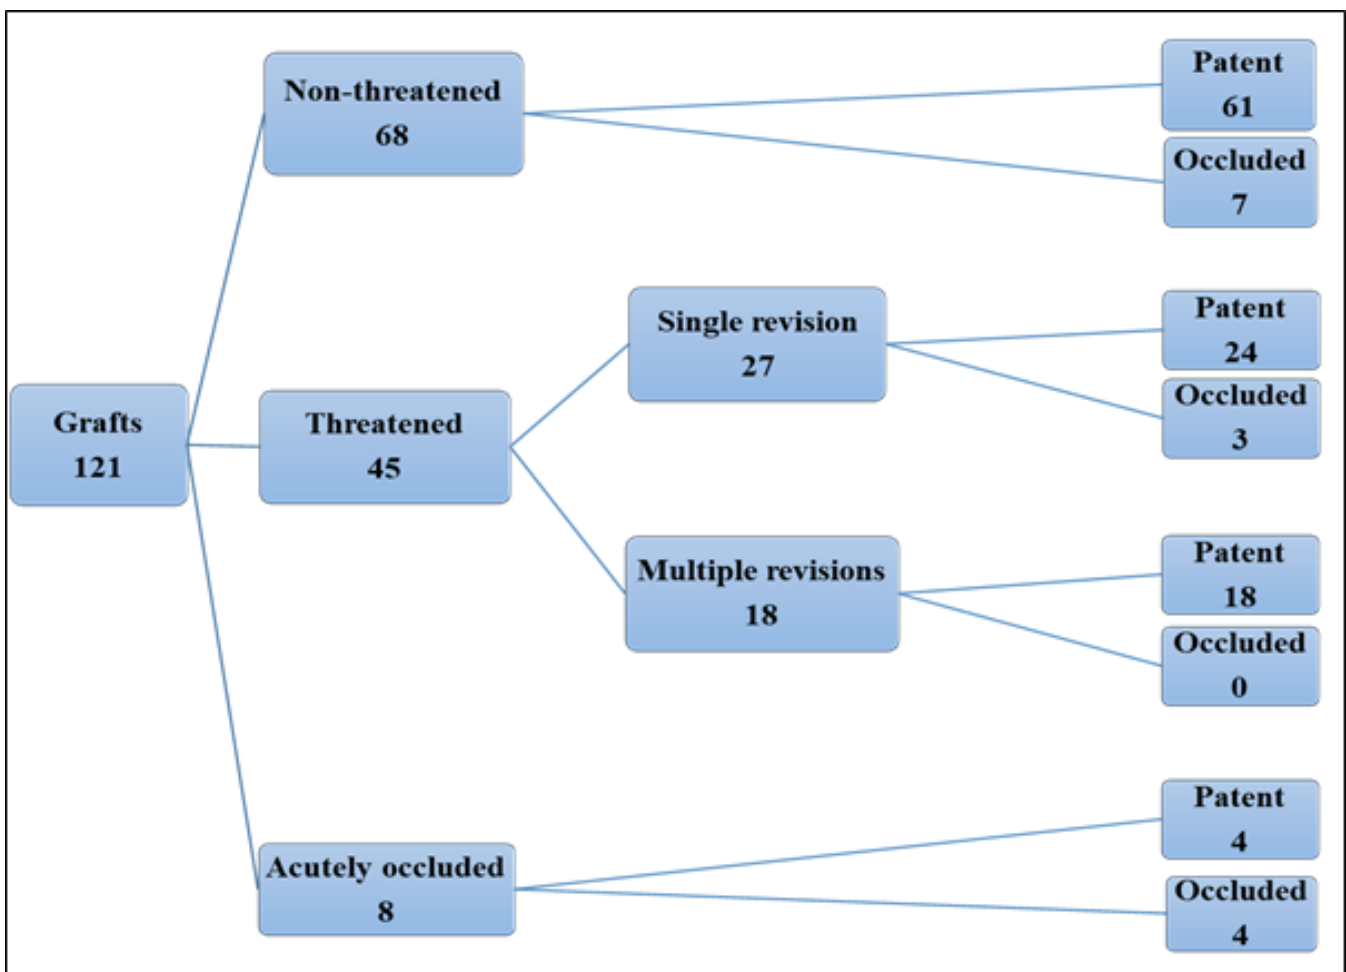 Grafts
121
Non-threatened
68
Threatened
45
Acutely occluded
8
Single revision
27
Multiple revisions
18
Patent
61
Occluded
7
Patent
24
Occluded
3
Patent
18
Occluded
0
Patent
4
Occluded
4